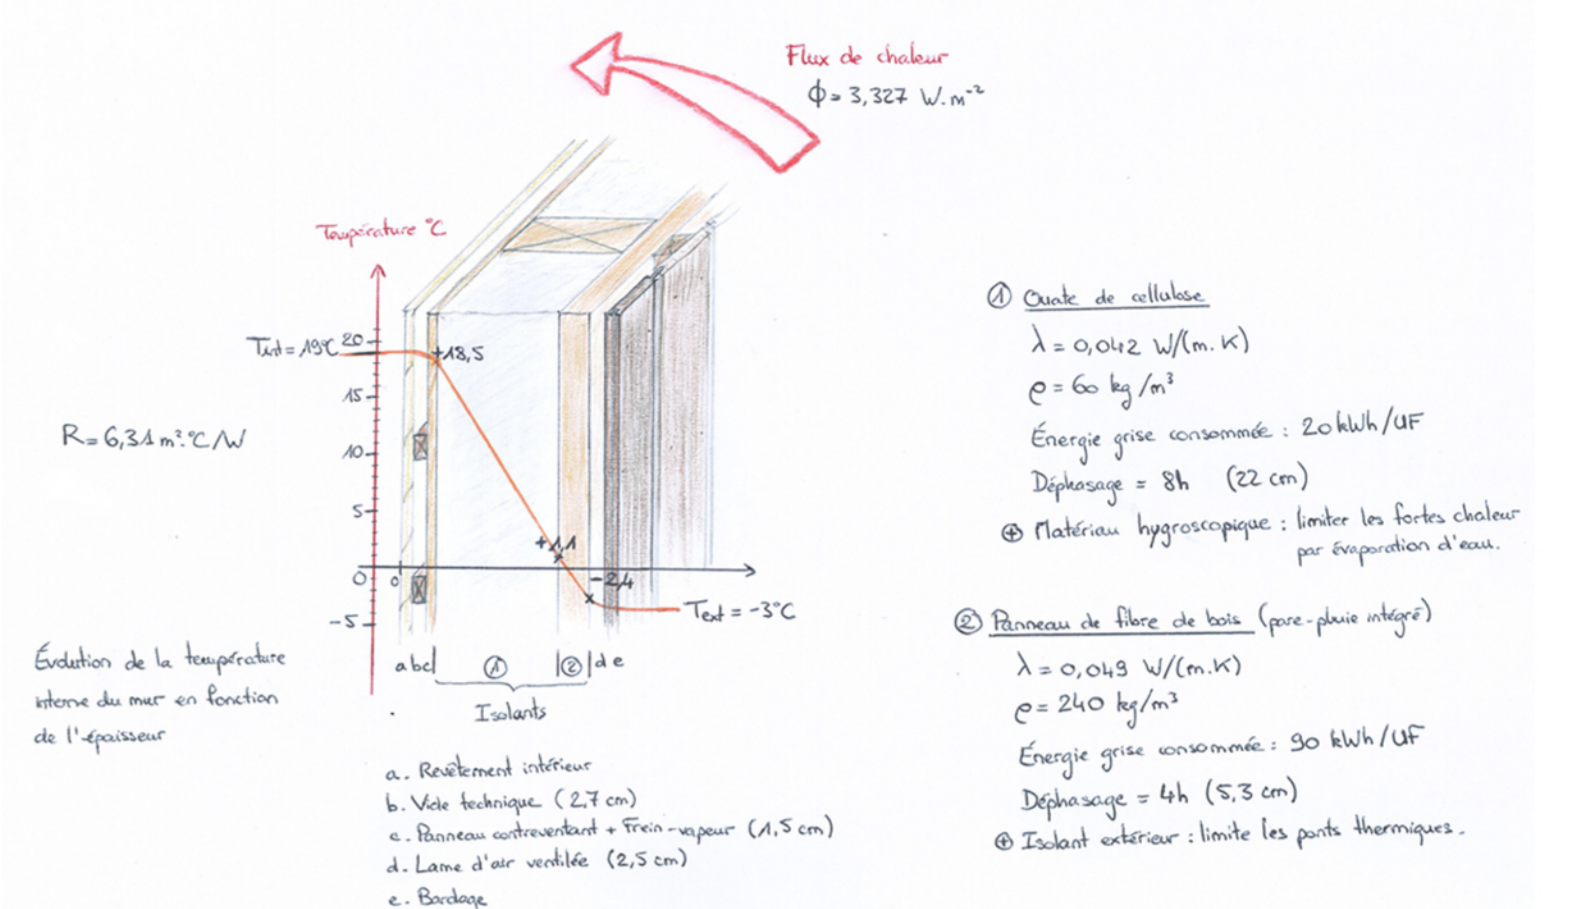 Flux de chaleur
ϕ = 3,327 W.m⁻²
Température °C
Tint = 19°C
20
+18,5
15
R = 6,31 m².°C/W
10
5
+1,1
0
0
-2,4
-5
Text = -3°C
a b c
①
②
d e
Isolants
Évolution de la température
interne du mur en fonction
de l'épaisseur
a. Revêtement intérieur
b. Vide technique (2,7 cm)
c. Panneau contreventant + Frein-vapeur (1,5 cm)
d. Lame d'air ventilée (2,5 cm)
e. Bardage
① Ouate de cellulose
λ = 0,042 W/(m.K)
ρ = 60 kg/m³
Énergie grise consommée : 20 kWh/UF
Déphasage = 8h (22 cm)
⊕ Matériau hygroscopique : limiter les fortes chaleur
par évaporation d'eau.
② Panneau de fibre de bois (pare-pluie intégré)
λ = 0,049 W/(m.K)
ρ = 240 kg/m³
Énergie grise consommée : 90 kWh/UF
Déphasage = 4h (5,3 cm)
⊕ Isolant extérieur : limite les ponts thermiques.